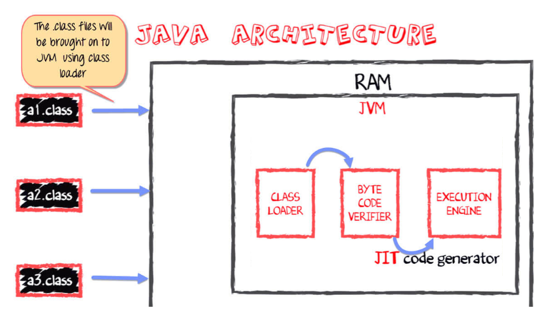 The .class files will
be brought on to
JVM using class
loader
JAVA ARCHITECTURE
RAM
JVM
a1.class
a2.class
a3.class
CLASS
LOADER
BYTE
CODE
VERIFIER
EXECUTION
ENGINE
JIT code generator